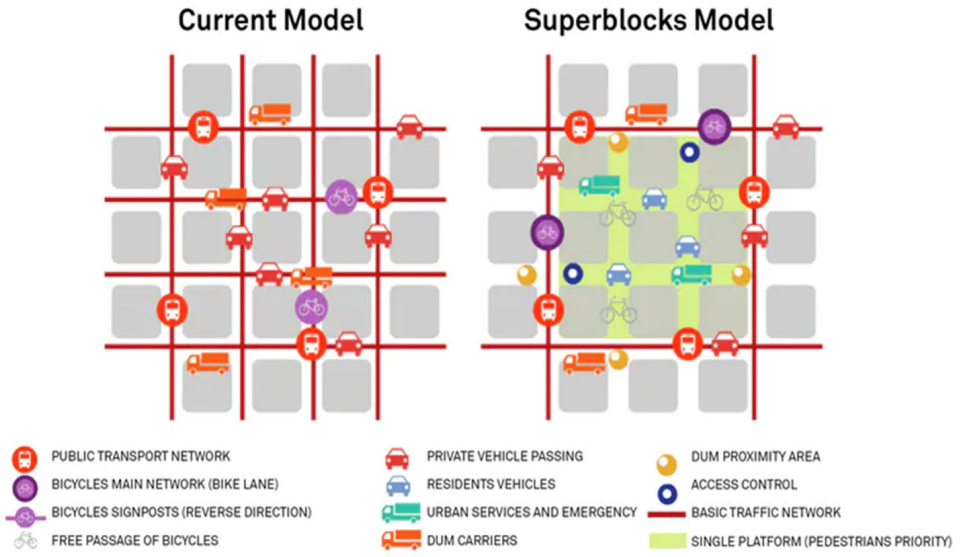 Current Model
Superblocks Model
PUBLIC TRANSPORT NETWORK
BICYCLES MAIN NETWORK (BIKE LANE)
BICYCLES SIGNPOSTS (REVERSE DIRECTION)
FREE PASSAGE OF BICYCLES
PRIVATE VEHICLE PASSING
RESIDENTS VEHICLES
URBAN SERVICES AND EMERGENCY
DUM CARRIERS
DUM PROXIMITY AREA
ACCESS CONTROL
BASIC TRAFFIC NETWORK
SINGLE PLATFORM (PEDESTRIANS PRIORITY)